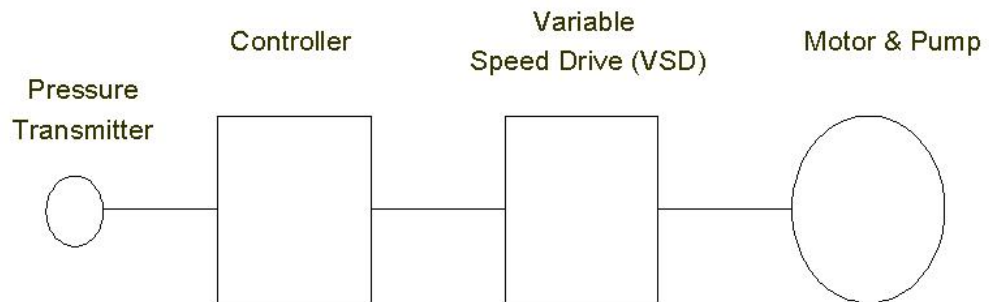 Pressure
Transmitter
Controller
Variable
Speed Drive (VSD)
Motor & Pump